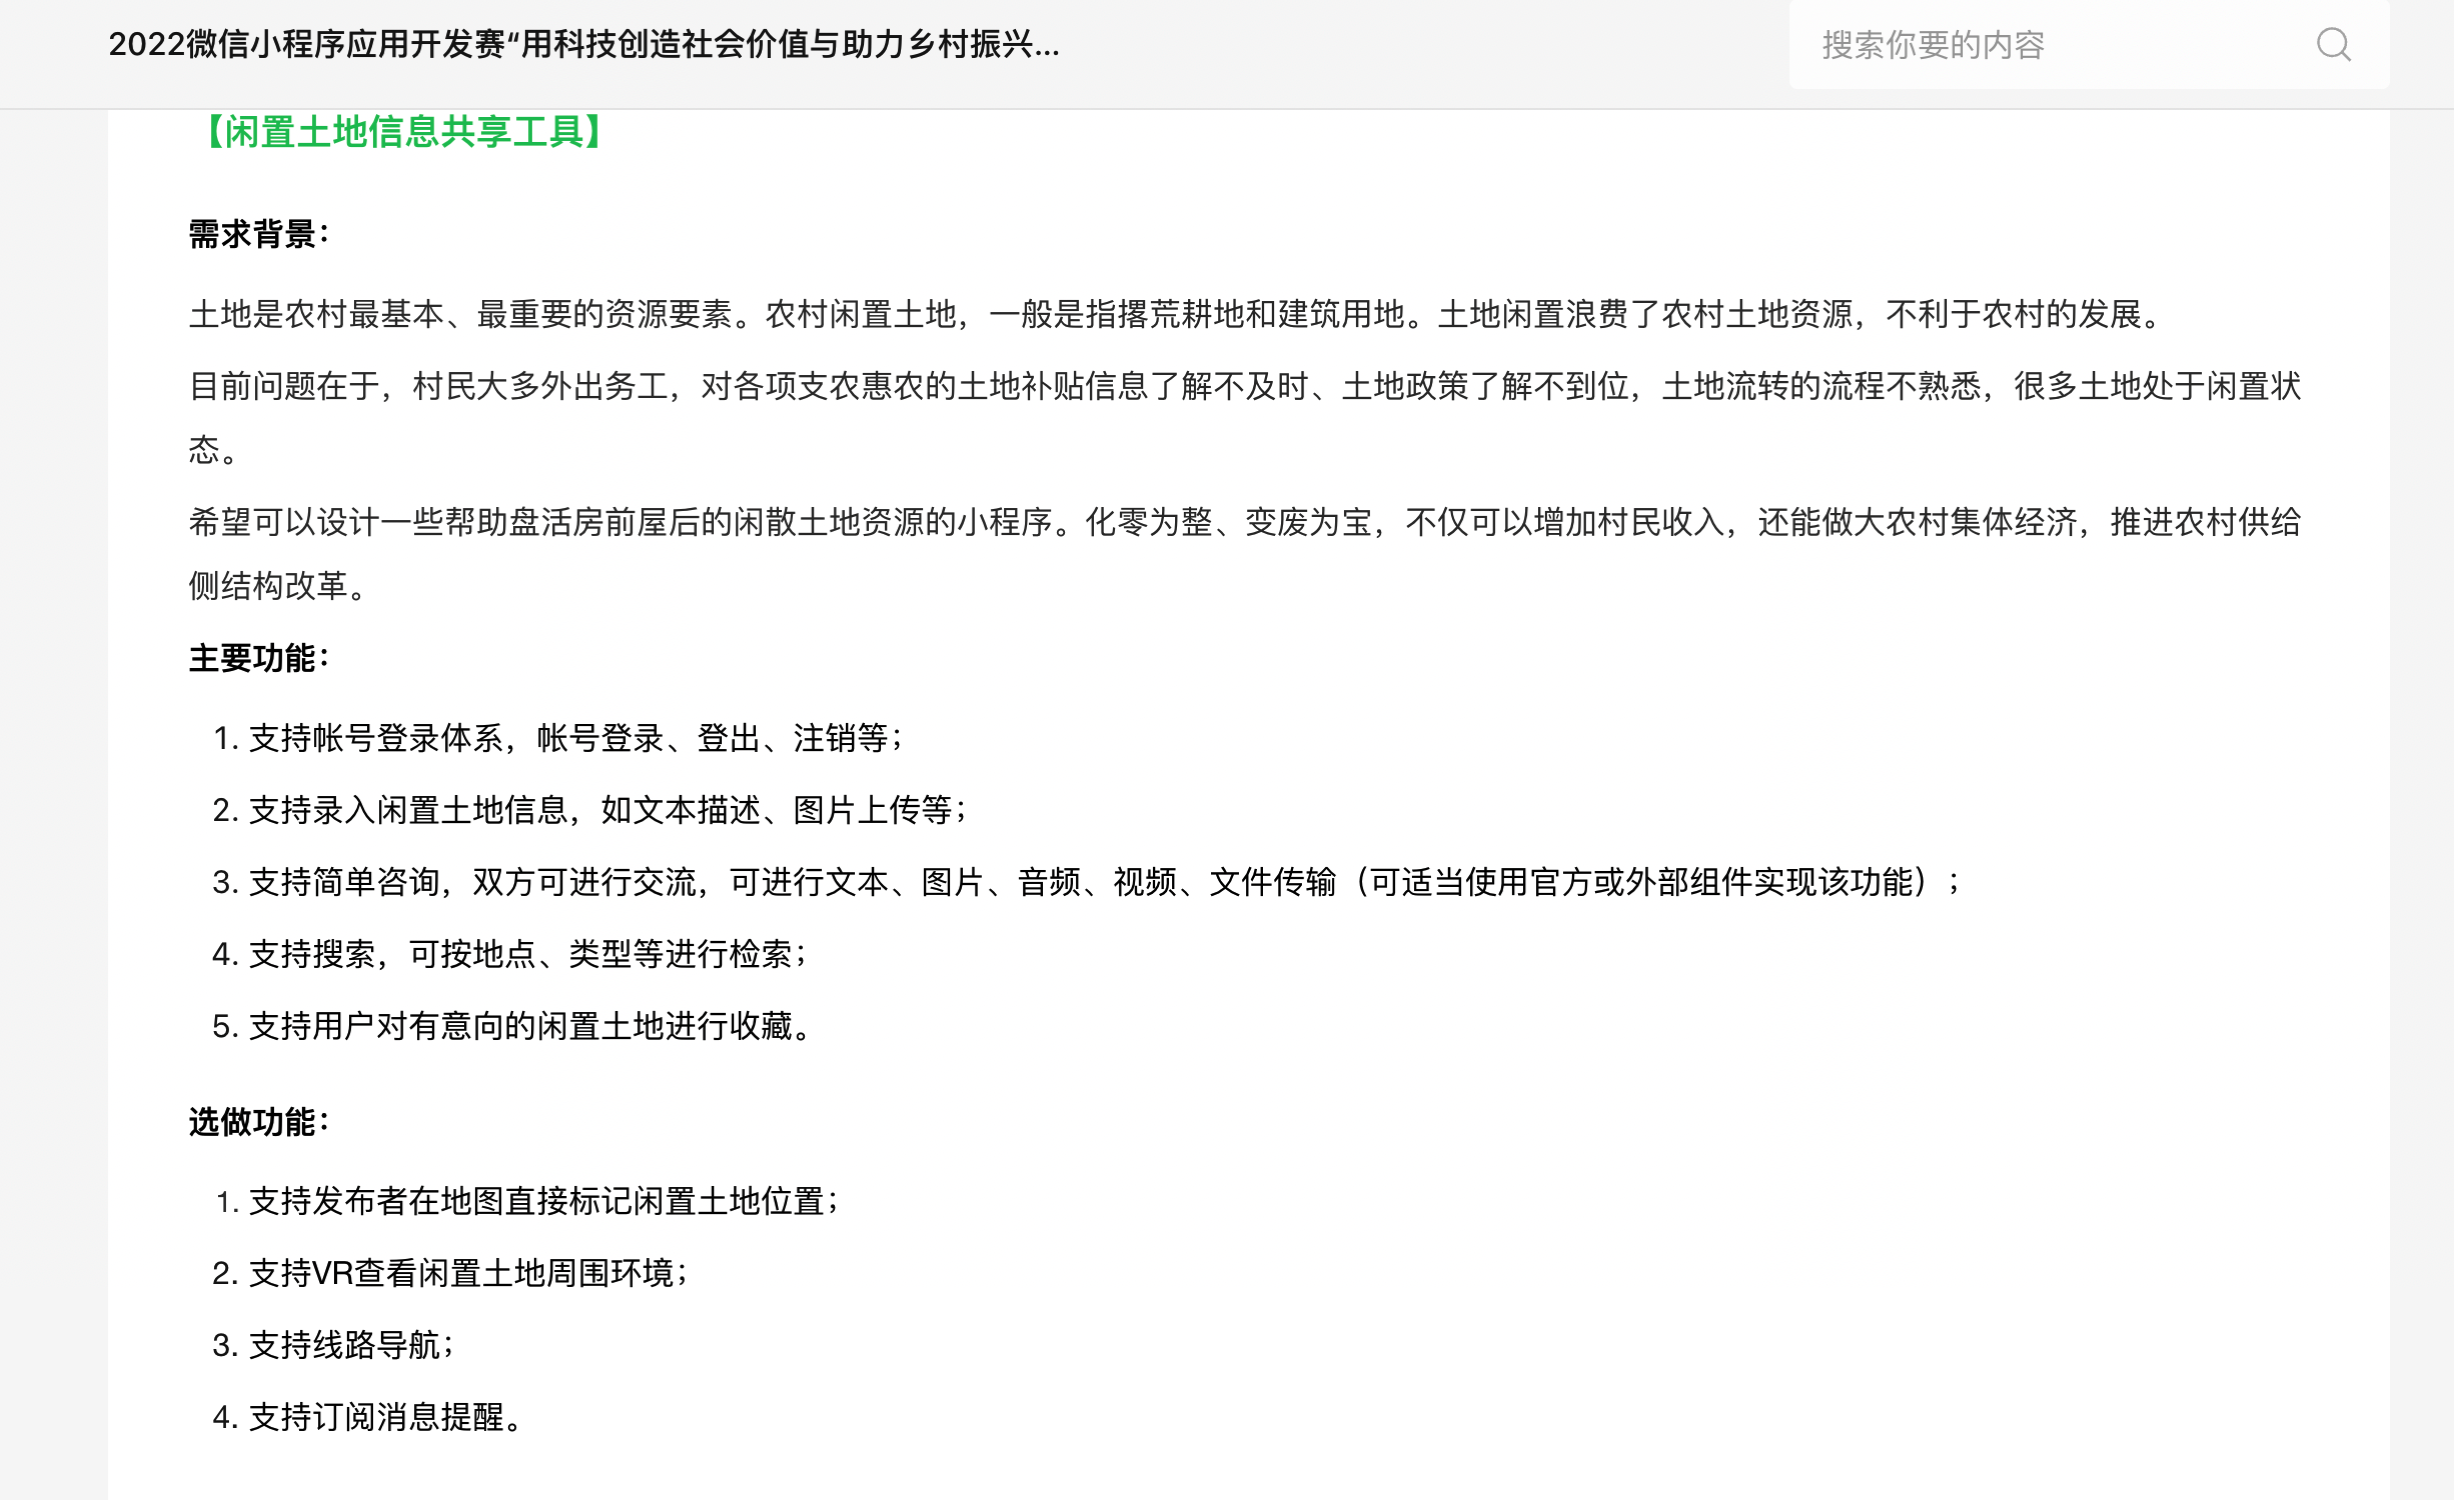 2022微信小程序应用开发赛“用科技创造社会价值与助力乡村振兴...
搜索你要的内容
【闲置土地信息共享工具】
需求背景：
土地是农村最基本、最重要的资源要素。农村闲置土地，一般是指撂荒耕地和建筑用地。土地闲置浪费了农村土地资源，不利于农村的发展。
目前问题在于，村民大多外出务工，对各项支农惠农的土地补贴信息了解不及时、土地政策了解不到位，土地流转的流程不熟悉，很多土地处于闲置状
态。
希望可以设计一些帮助盘活房前屋后的闲散土地资源的小程序。化零为整、变废为宝，不仅可以增加村民收入，还能做大农村集体经济，推进农村供给
侧结构改革。
主要功能：
1. 支持帐号登录体系，帐号登录、登出、注销等；
2. 支持录入闲置土地信息，如文本描述、图片上传等；
3. 支持简单咨询，双方可进行交流，可进行文本、图片、音频、视频、文件传输（可适当使用官方或外部组件实现该功能）；
4. 支持搜索，可按地点、类型等进行检索；
5. 支持用户对有意向的闲置土地进行收藏。
选做功能：
1. 支持发布者在地图直接标记闲置土地位置；
2. 支持VR查看闲置土地周围环境；
3. 支持线路导航；
4. 支持订阅消息提醒。